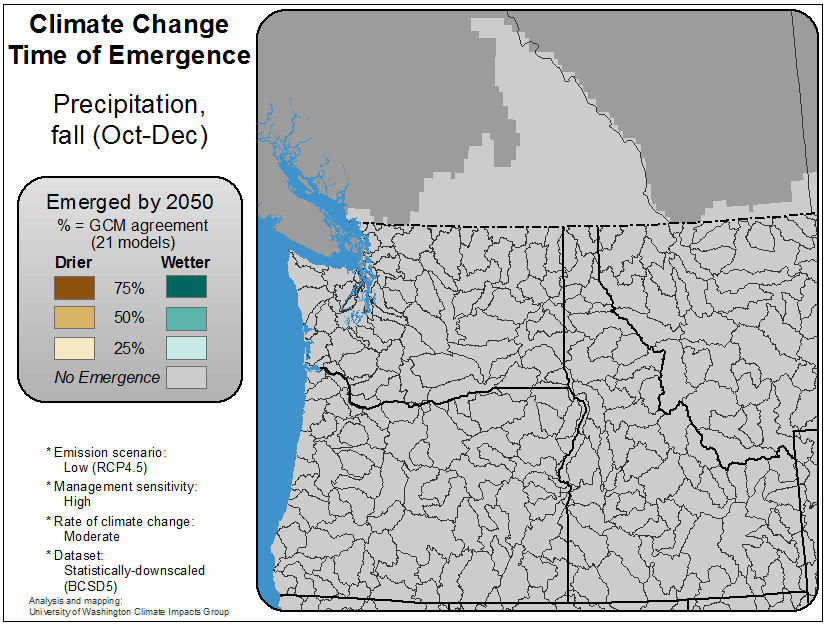 Climate Change
Time of Emergence
Precipitation,
fall (Oct-Dec)
Emerged by 2050
% = GCM agreement
(21 models)
Drier Wetter
75%
50%
25%
No Emergence
* Emission scenario:
Low (RCP4.5)
* Management sensitivity:
High
* Rate of climate change:
Moderate
* Dataset:
Statistically-downscaled
(BCSD5)
Analysis and mapping:
University of Washington Climate Impacts Group